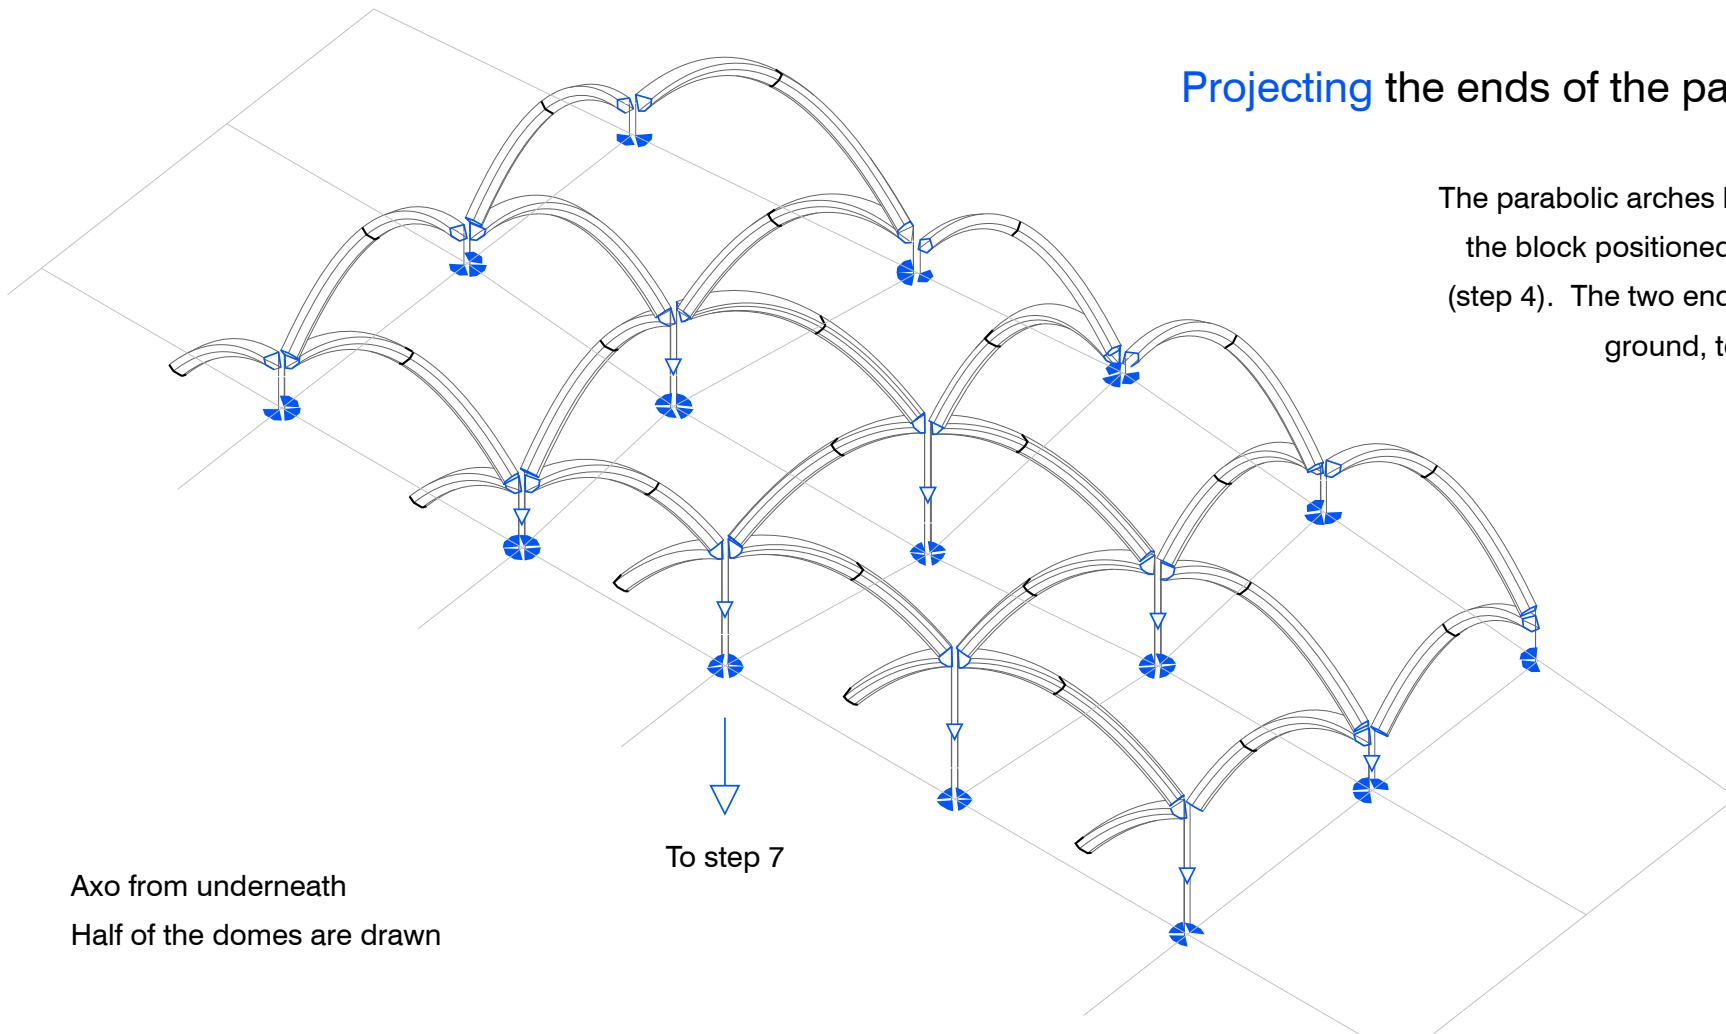 Projecting the ends of the pa
The parabolic arches
the block positioned
(step 4).  The two end
ground, to
To step 7
Axo from underneath
Half of the domes are drawn